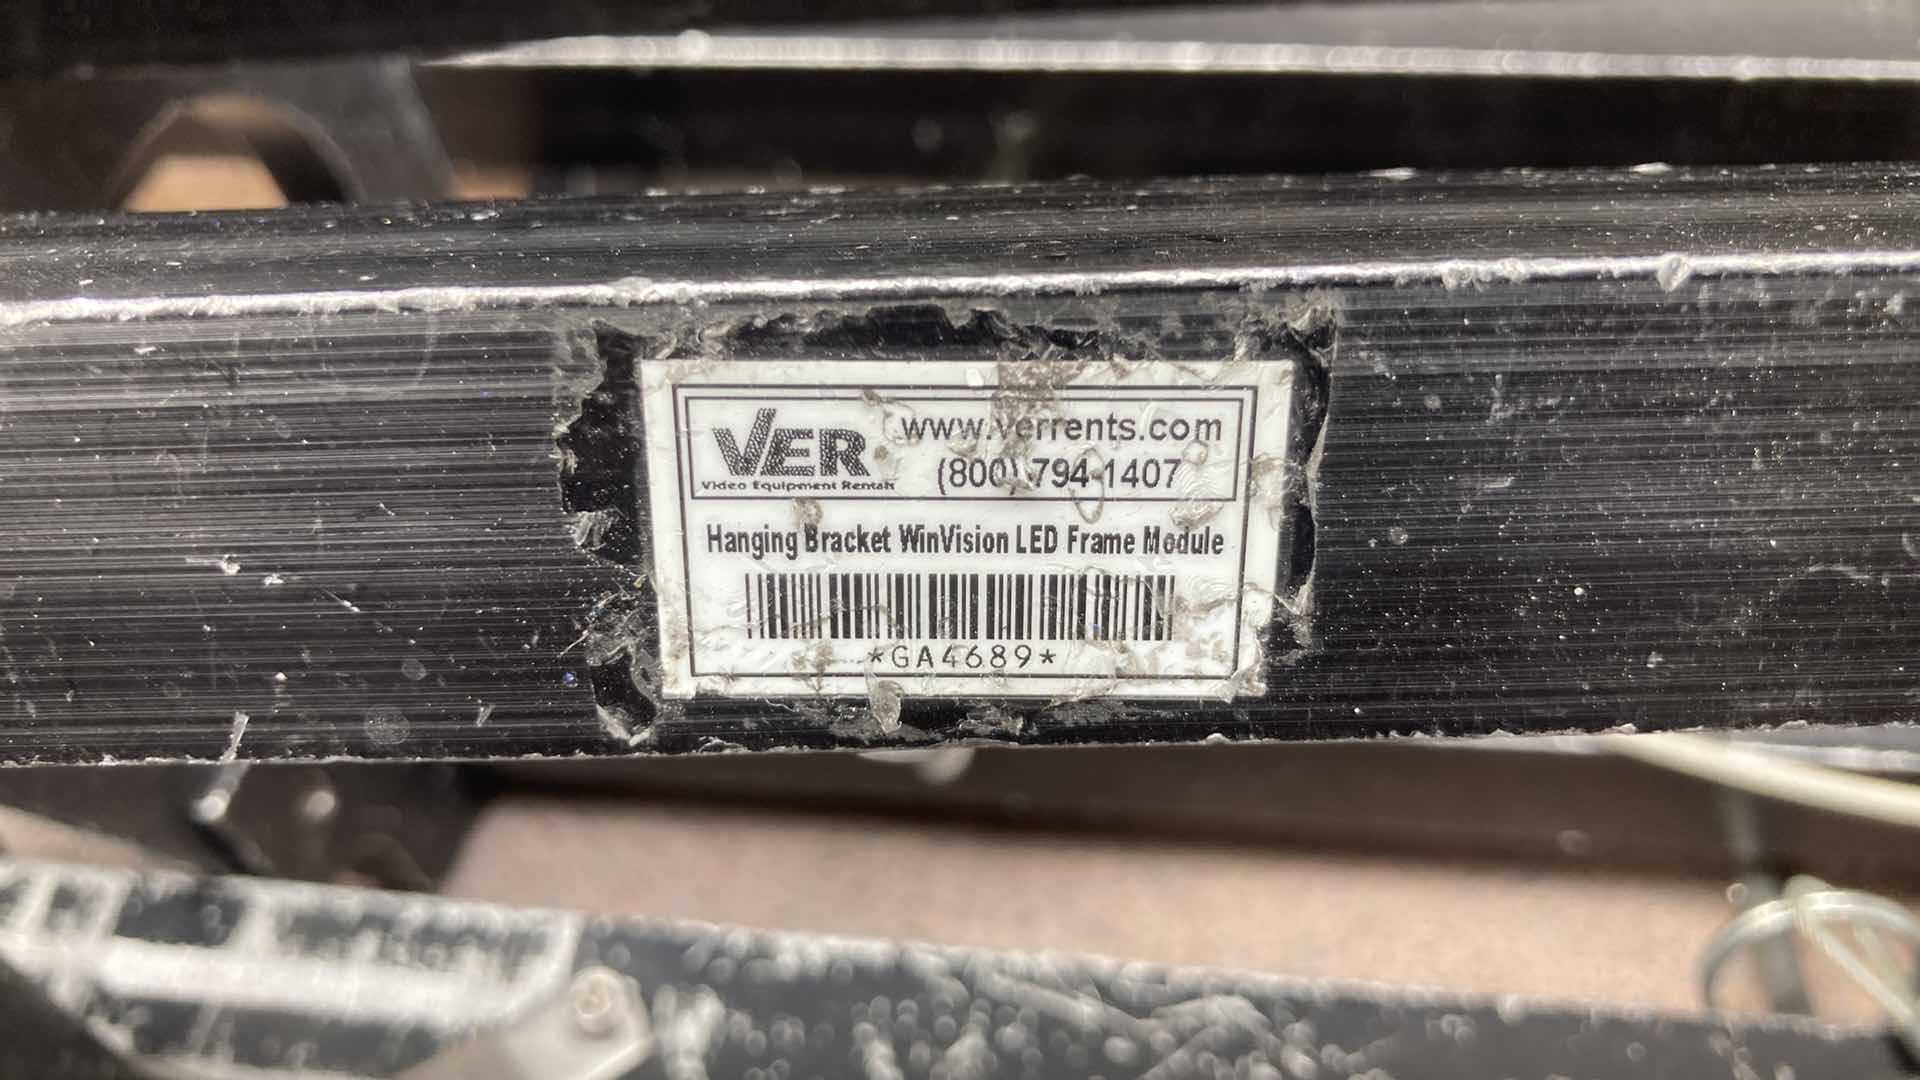 VER www.verrents.com
Video Equipment Rentals (800) 794-1407
Hanging Bracket WinVision LED Frame Module
*GA4689*